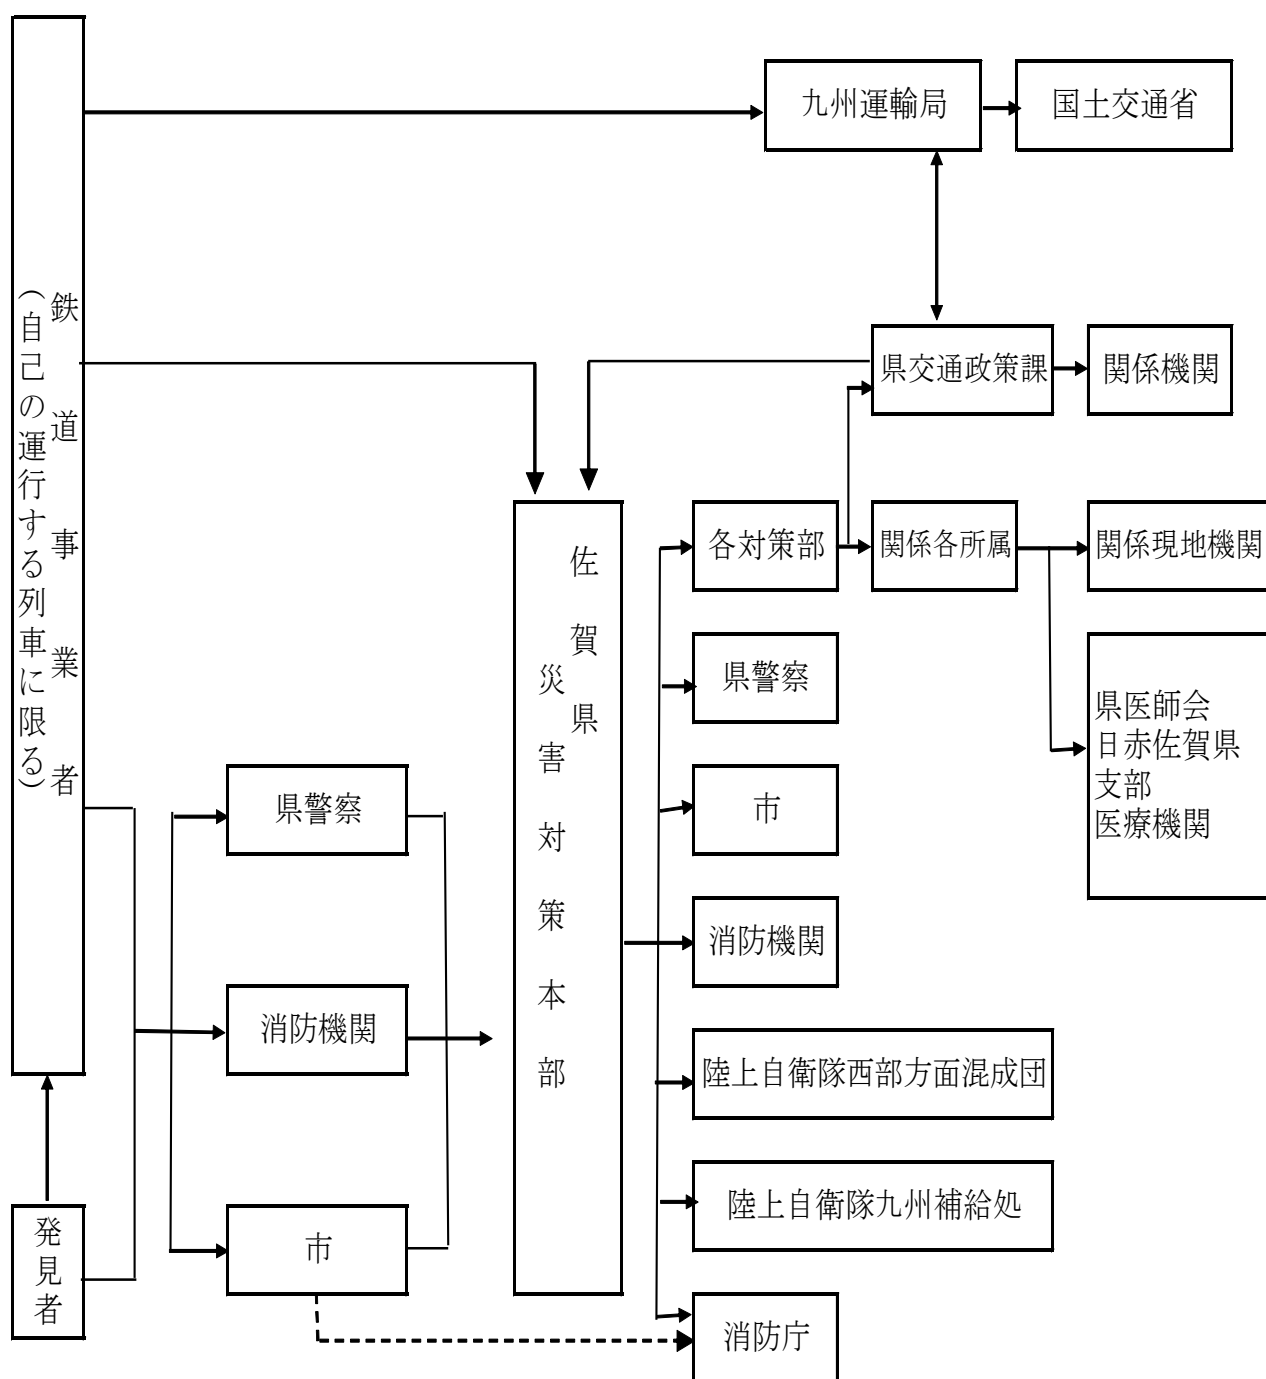 九州運輸局
国土交通省
鉄道事業者
（自己の運行する列車に限る）
県交通政策課
関係機関
佐賀県
災害対策本部
各対策部
関係各所属
関係現地機関
県警察
県医師会
日赤佐賀県
支部
医療機関
市
消防機関
陸上自衛隊西部方面混成団
陸上自衛隊九州補給処
消防庁
県警察
消防機関
市
発見者